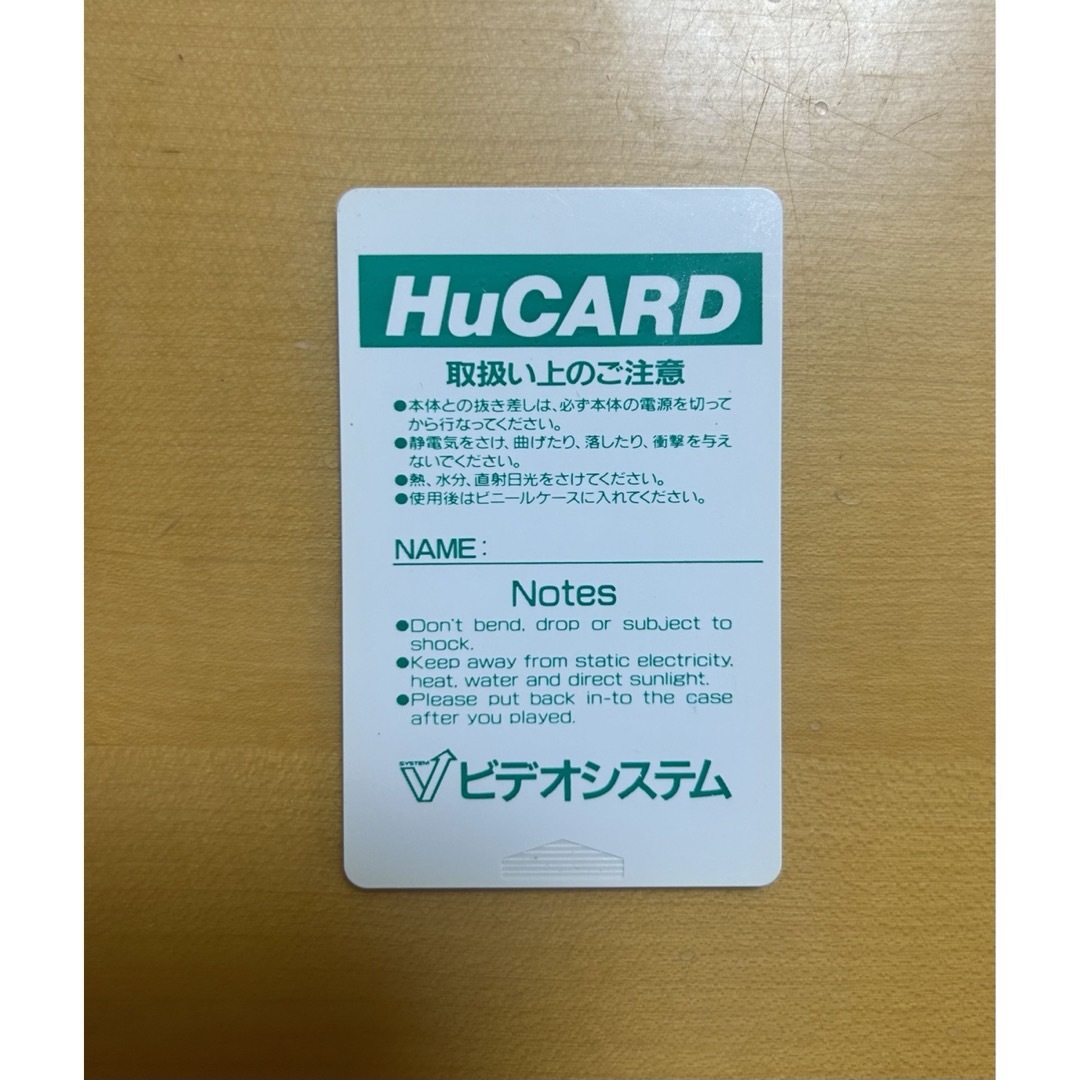 HuCARD
取扱い上のご注意
●本体との抜き差しは、必ず本体の電源を切って
から行なってください。
●静電気をさけ、曲げたり、落したり、衝撃を与え
ないでください。
●熱、水分、直射日光をさけてください。
●使用後はビニールケースに入れてください。
NAME:
Notes
●Don't bend, drop or subject to
shock.
●Keep away from static electricity,
heat, water and direct sunlight.
●Please put back in-to the case
after you played.
SYSTEM
V ビデオシステム